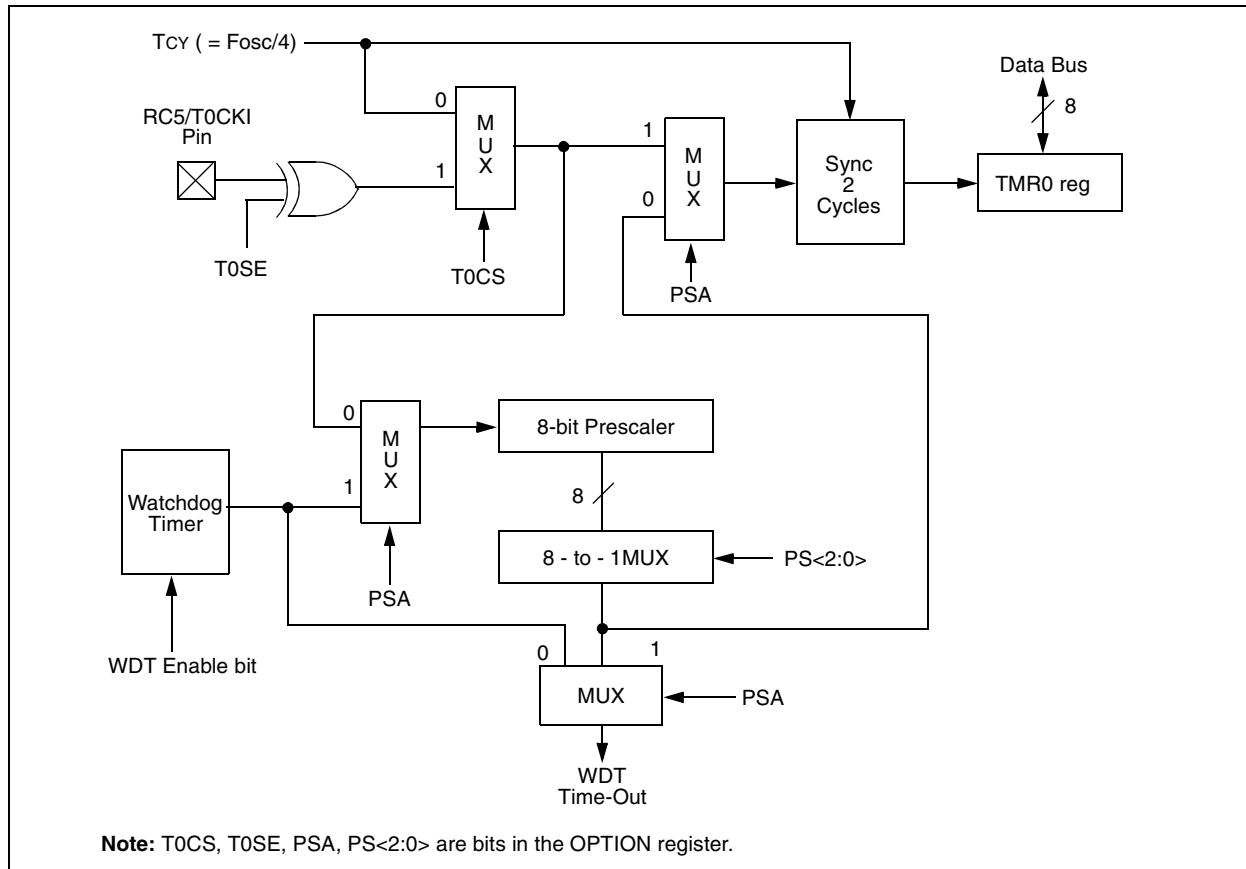 TCY ( = Fosc/4)
Data Bus
8
RC5/T0CKI
Pin
0
M
U
X
1
T0SE
T0CS
1
M
U
X
0
PSA
Sync
2
Cycles
TMR0 reg
0
M
U
X
1
PSA
8-bit Prescaler
8
Watchdog
Timer
8 - to - 1MUX
PS<2:0>
WDT Enable bit
0
1
MUX
PSA
WDT
Time-Out
Note: T0CS, T0SE, PSA, PS<2:0> are bits in the OPTION register.